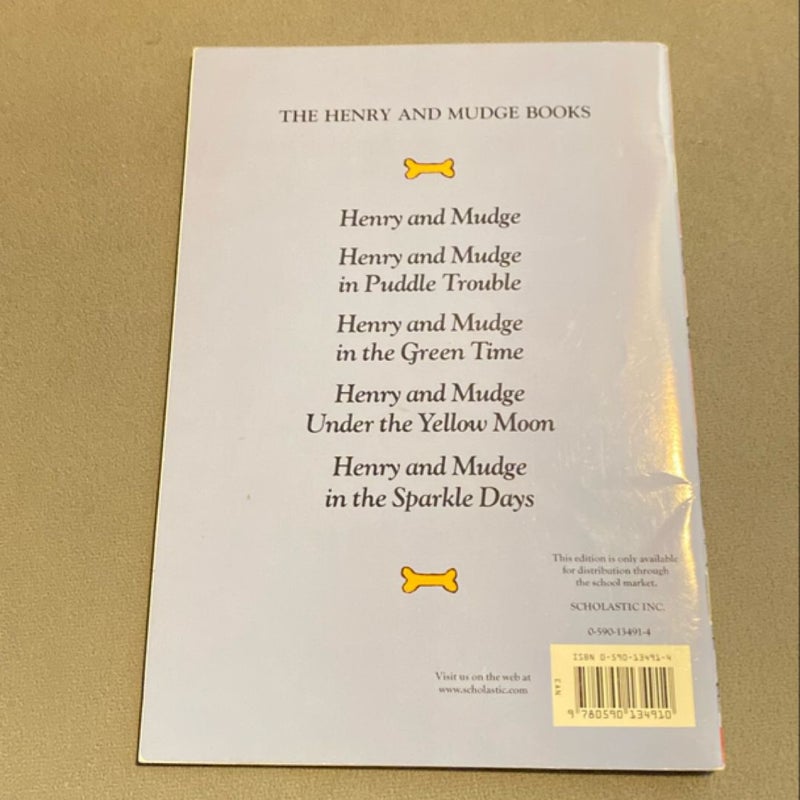 THE HENRY AND MUDGE BOOKS
Henry and Mudge
Henry and Mudge
in Puddle Trouble
Henry and Mudge
in the Green Time
Henry and Mudge
Under the Yellow Moon
Henry and Mudge
in the Sparkle Days
This edition is only available
for distribution through
the school market.
SCHOLASTIC INC.
0-590-13491-4
ISBN 0-590-13491-4
EAN
9 780590 134910
Visit us on the web at
www.scholastic.com